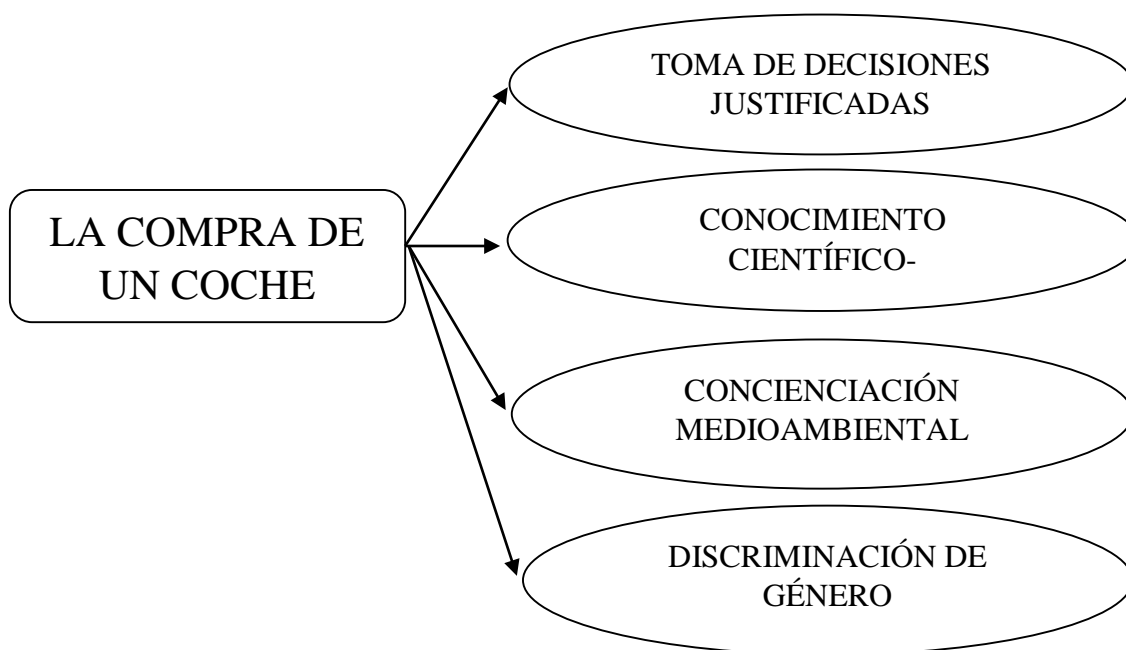 LA COMPRA DE
UN COCHE
TOMA DE DECISIONES
JUSTIFICADAS
CONOCIMIENTO
CIENTÍFICO-
CONCIENCIACIÓN
MEDIOAMBIENTAL
DISCRIMINACIÓN DE
GÉNERO